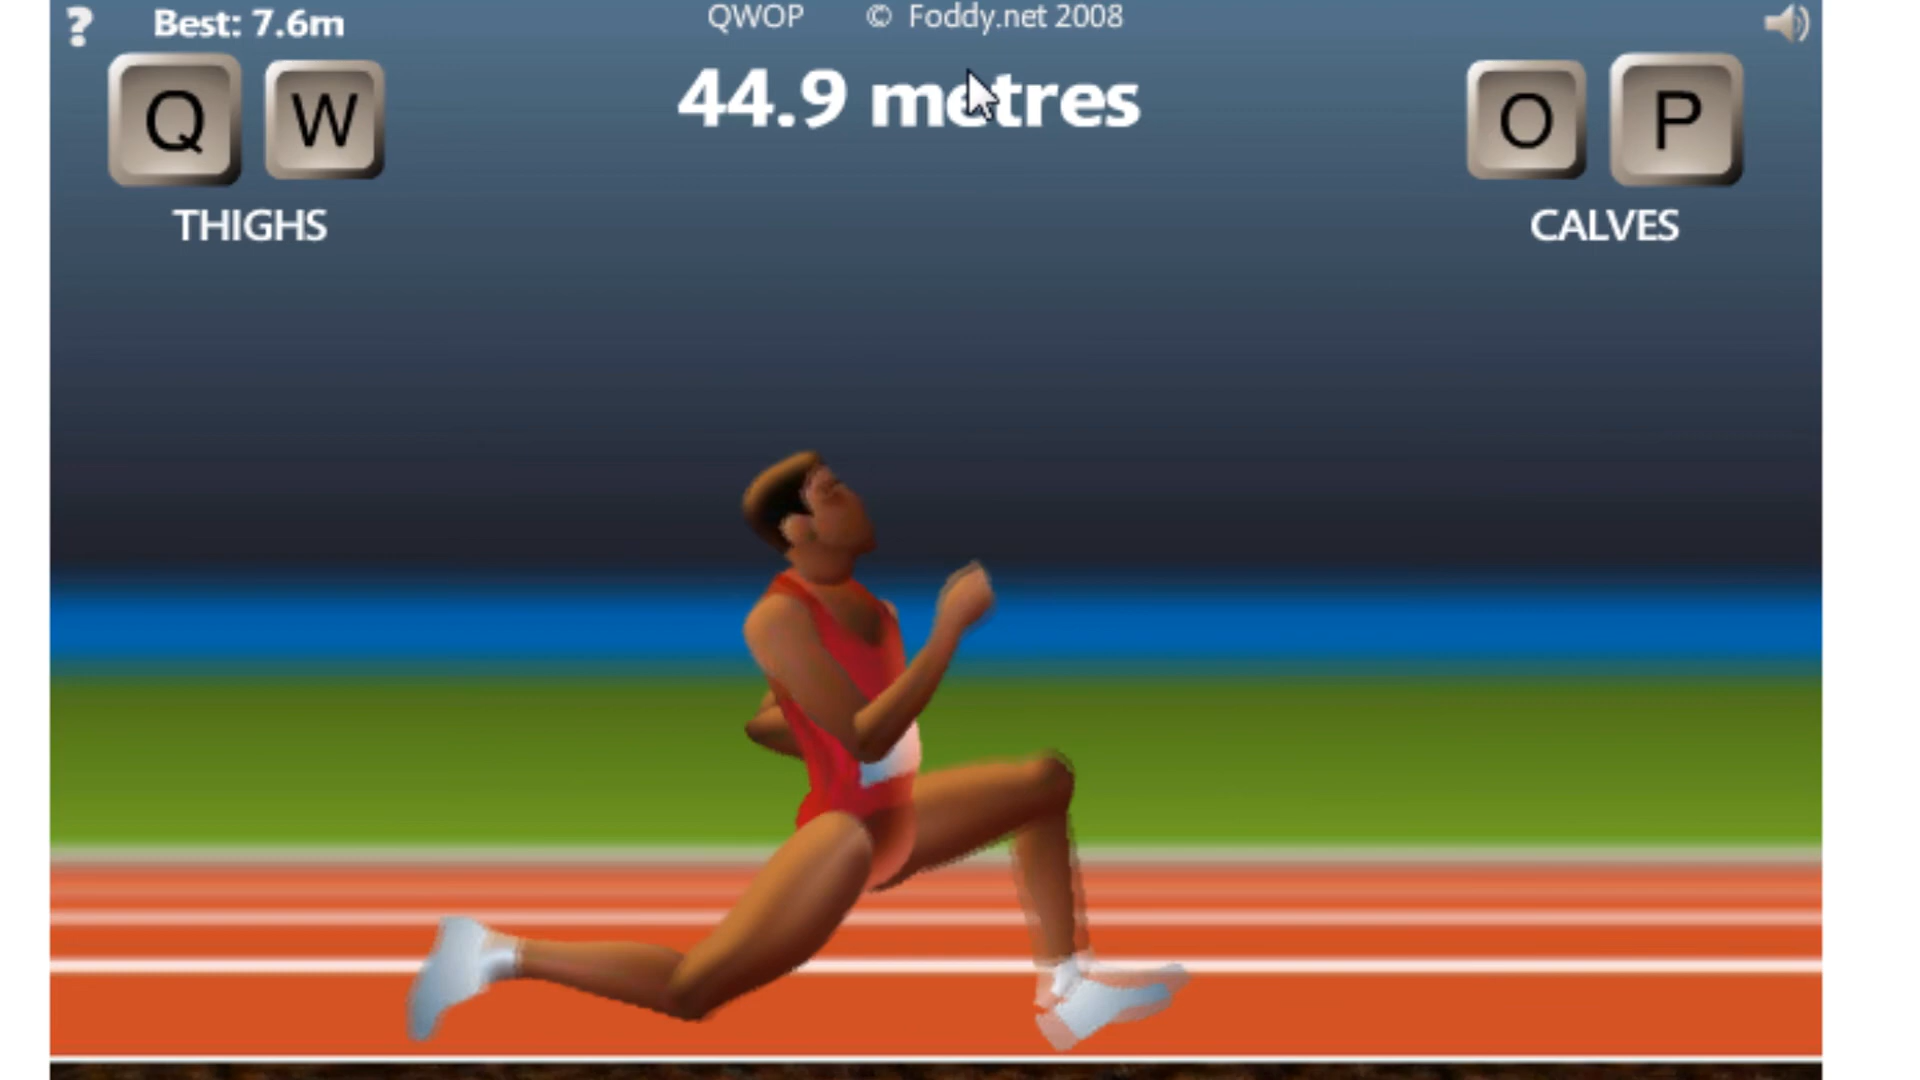 ?
Best: 7.6m
QWOP © Foddy.net 2008
Q W
44.9 metres
O P
THIGHS
CALVES